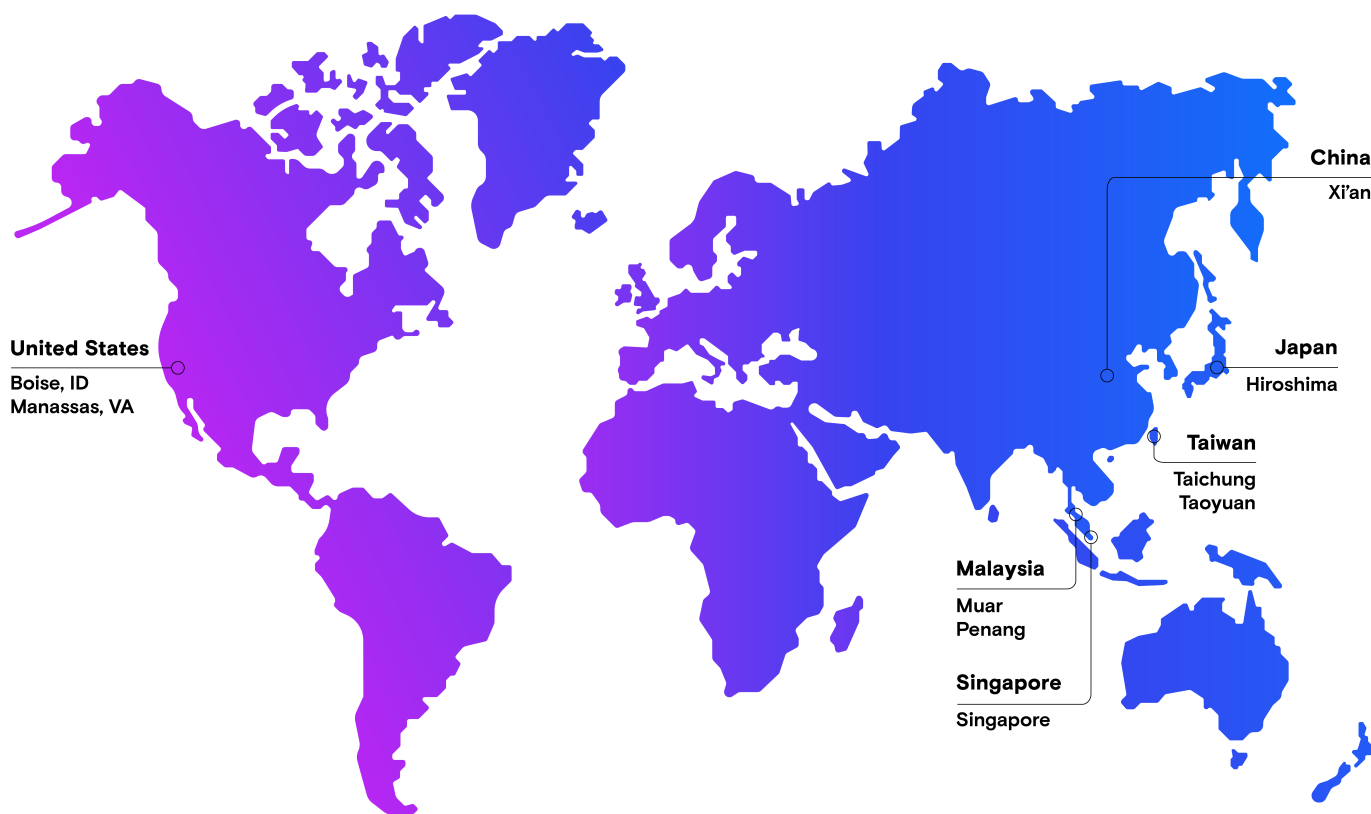 China
Xi’an
United States
Boise, ID
Manassas, VA
Japan
Hiroshima
Taiwan
Taichung
Taoyuan
Malaysia
Muar
Penang
Singapore
Singapore